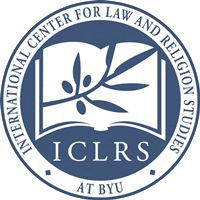 INTERNATIONAL CENTER FOR LAW AND RELIGION STUDIES
ICLRS
AT BYU